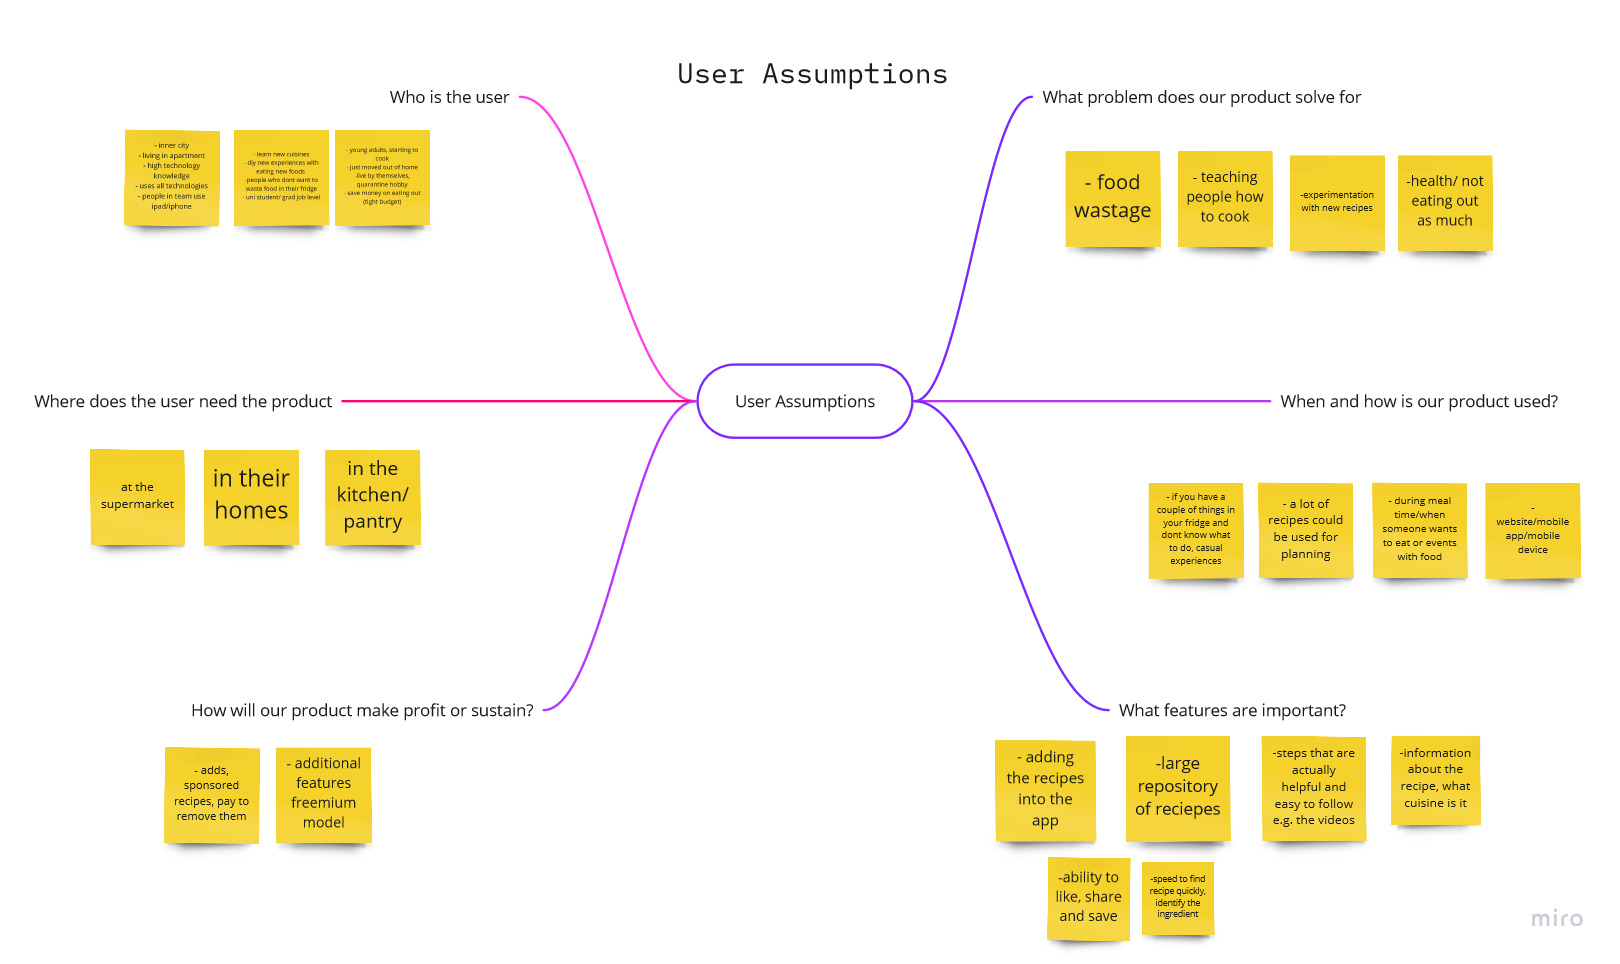 User Assumptions
Who is the user
- inner city
- living in apartment
- high technology
knowledge
- uses all technologies
- people in team use
ipad/iphone
- learn new cuisines
- diy new experiences with
eating new foods
-people who dont want to
waste food in their fridge
- uni student/ grad job level
- young adults, starting to
cook
- just moved out of home
-live by themselves,
quarantine hobby
- save money on eating out
(tight budget)
What problem does our product solve for
- food
wastage
- teaching
people how
to cook
-experimentation
with new recipes
-health/ not
eating out
as much
Where does the user need the product
at the
supermarket
in their
homes
in the
kitchen/
pantry
User Assumptions
When and how is our product used?
- if you have a
couple of things in
your fridge and
dont know what
to do, casual
experiences
- a lot of
recipes could
be used for
planning
- during meal
time/when
someone wants
to eat or events
with food
-
website/mobile
app/mobile
device
How will our product make profit or sustain?
- adds,
sponsored
recipes, pay to
remove them
- additional
features
freemium
model
What features are important?
- adding
the recipes
into the
app
-large
repository
of reciepes
-steps that are
actually
helpful and
easy to follow
e.g. the videos
-information
about the
recipe, what
cuisine is it
-ability to
like, share
and save
-speed to find
recipe quickly,
identify the
ingredient
miro